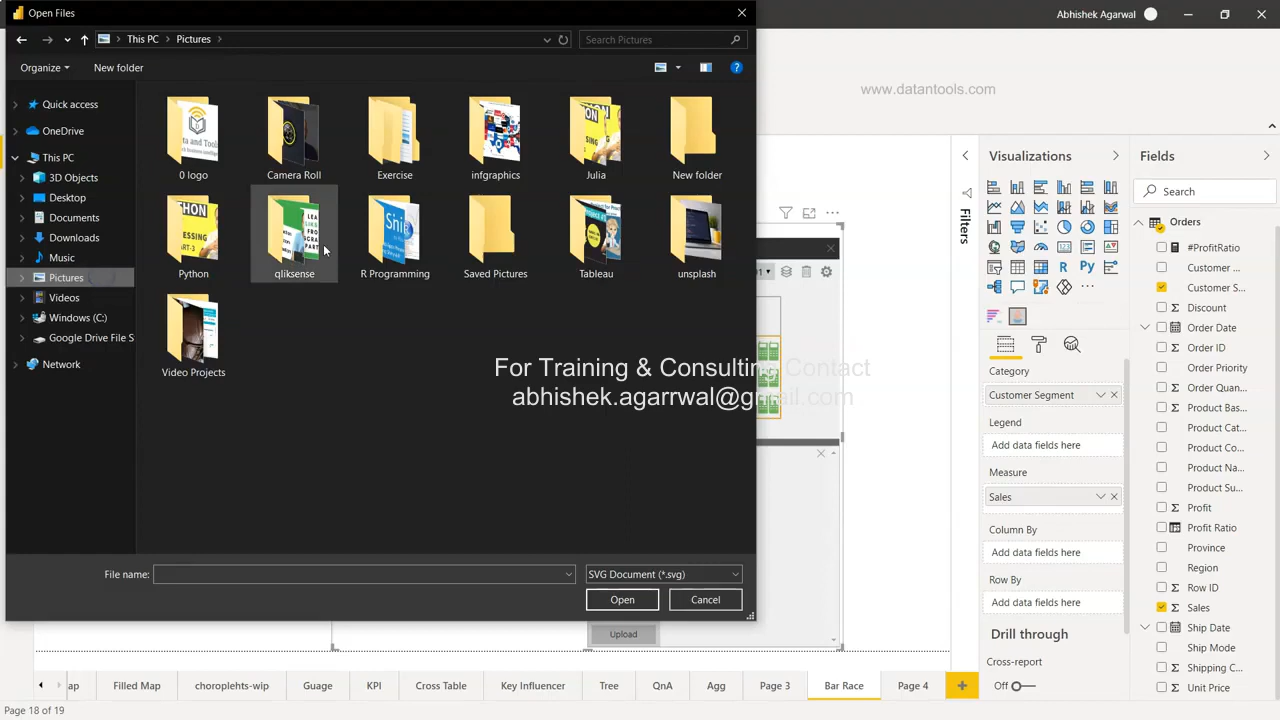 Open Files
Abhishek Agarwal
This PC
Pictures
Search Pictures
Organize
New folder
www.datantools.com
Quick access
OneDrive
This PC
3D Objects
Desktop
Documents
Downloads
Music
Pictures
Videos
Windows (C:)
Google Drive File S
Network
0 logo
Camera Roll
Exercise
infgraphics
Julia
New folder
Python
qliksense
R Programming
Saved Pictures
Tableau
unsplash
Video Projects
For Training & Consulting Contact
abhishek.agarrwal@gmail.com
File name:
SVG Document (*.svg)
Open
Cancel
Upload
Filters
Visualizations
Category
Customer Segment
Legend
Add data fields here
Measure
Sales
Column By
Add data fields here
Row By
Add data fields here
Drill through
Cross-report
Off
Fields
Search
Orders
#ProfitRatio
Customer ...
Customer S...
Discount
Order Date
Order ID
Order Priority
Order Quan...
Product Bas...
Product Cat...
Product Co...
Product Na...
Product Su...
Profit
Profit Ratio
Province
Region
Row ID
Sales
Ship Date
Ship Mode
Shipping C...
Unit Price
ap
Filled Map
choroplehts-wip
Guage
KPI
Cross Table
Key Influencer
Tree
QnA
Agg
Page 3
Bar Race
Page 4
Page 18 of 19